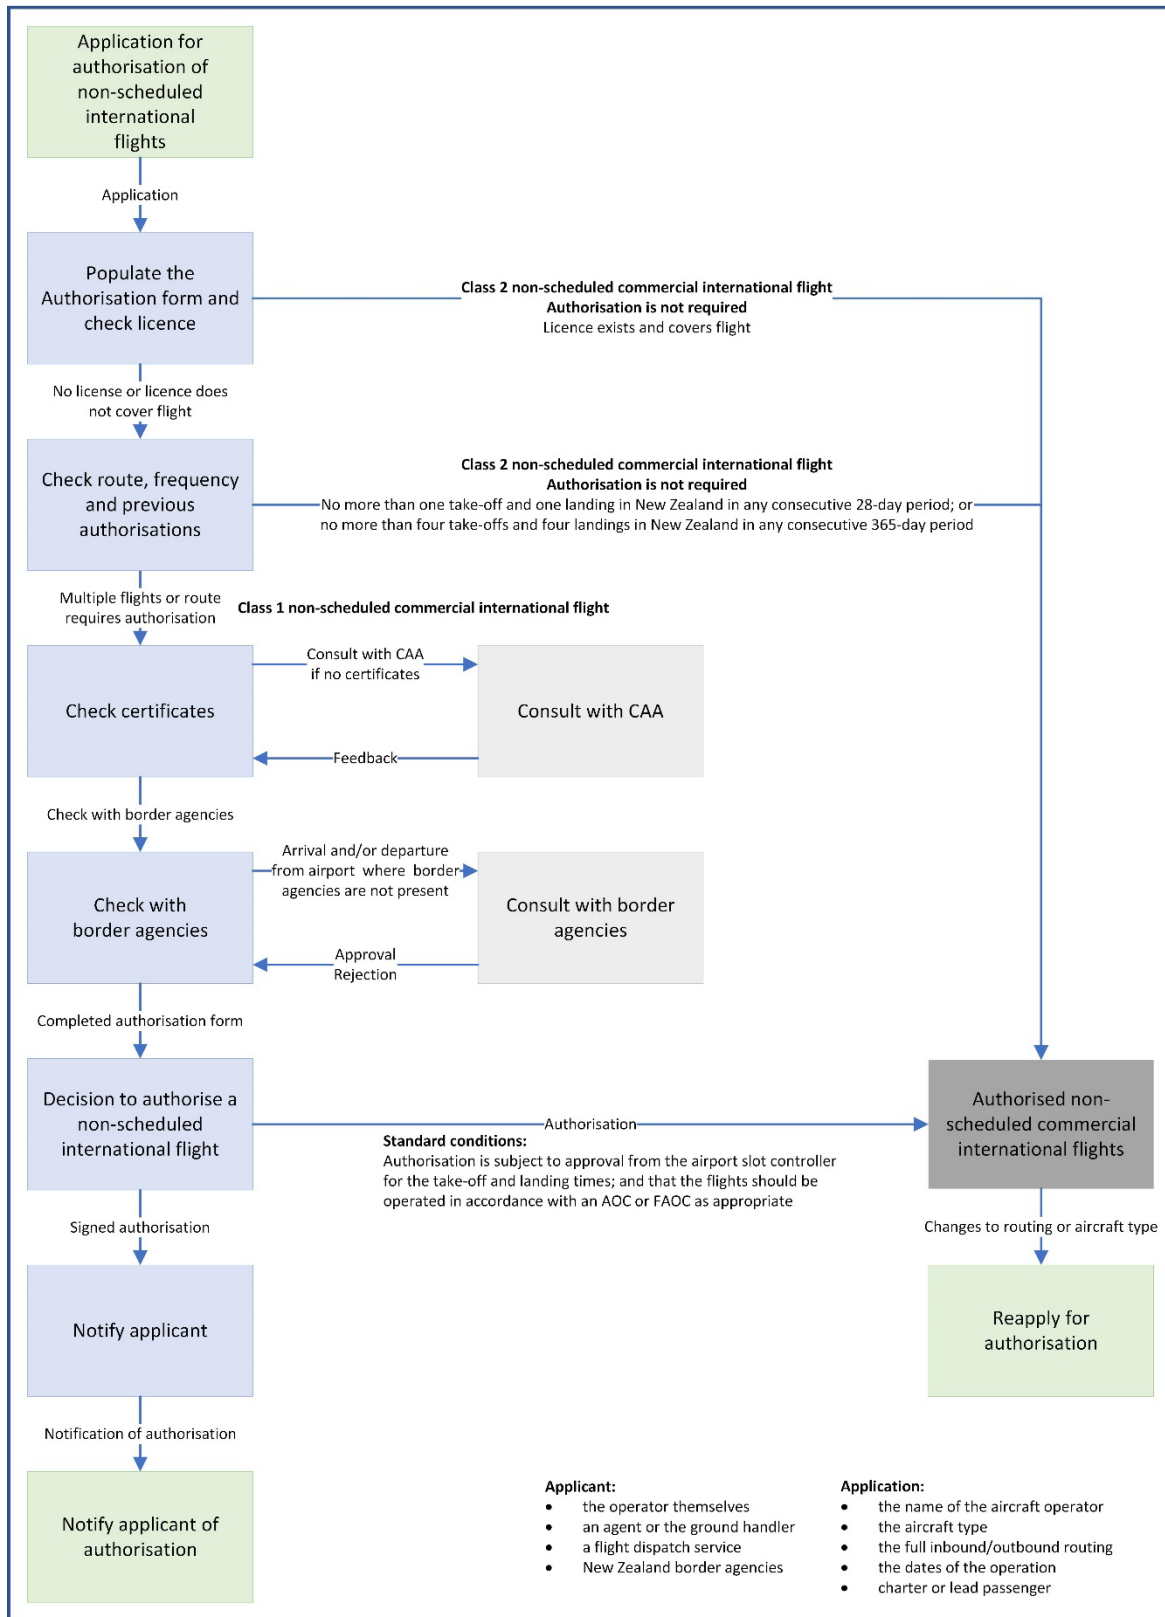 Application for
authorisation of
non-scheduled
international
flights
Application
Populate the
Authorisation form and
check licence
Class 2 non-scheduled commercial international flight
Authorisation is not required
Licence exists and covers flight
No license or licence does
not cover flight
Check route, frequency
and previous
authorisations
Class 2 non-scheduled commercial international flight
Authorisation is not required
No more than one take-off and one landing in New Zealand in any consecutive 28-day period; or
no more than four take-offs and four landings in New Zealand in any consecutive 365-day period
Multiple flights or route
requires authorisation
Class 1 non-scheduled commercial international flight
Check certificates
Consult with CAA
if no certificates
Consult with CAA
Feedback
Check with border agencies
Check with
border agencies
Arrival and/or departure
from airport where border
agencies are not present
Consult with border
agencies
Approval
Rejection
Completed authorisation form
Decision to authorise a
non-scheduled
international flight
Authorisation
Standard conditions:
Authorisation is subject to approval from the airport slot controller
for the take-off and landing times; and that the flights should be
operated in accordance with an AOC or FAOC as appropriate
Authorised non-
scheduled commercial
international flights
Signed authorisation
Changes to routing or aircraft type
Notify applicant
Reapply for
authorisation
Notification of authorisation
Notify applicant of
authorisation
Applicant:
• the operator themselves
• an agent or the ground handler
• a flight dispatch service
• New Zealand border agencies
Application:
• the name of the aircraft operator
• the aircraft type
• the full inbound/outbound routing
• the dates of the operation
• charter or lead passenger